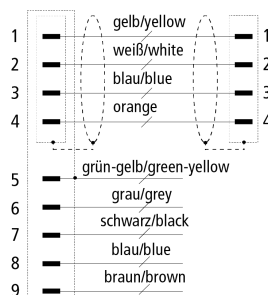 gelb/yellow
1 1
weiß/white
2 2
blau/blue
3 3
orange
4 4
grün-gelb/green-yellow
5
grau/grey
6
schwarz/black
7
blau/blue
8
braun/brown
9